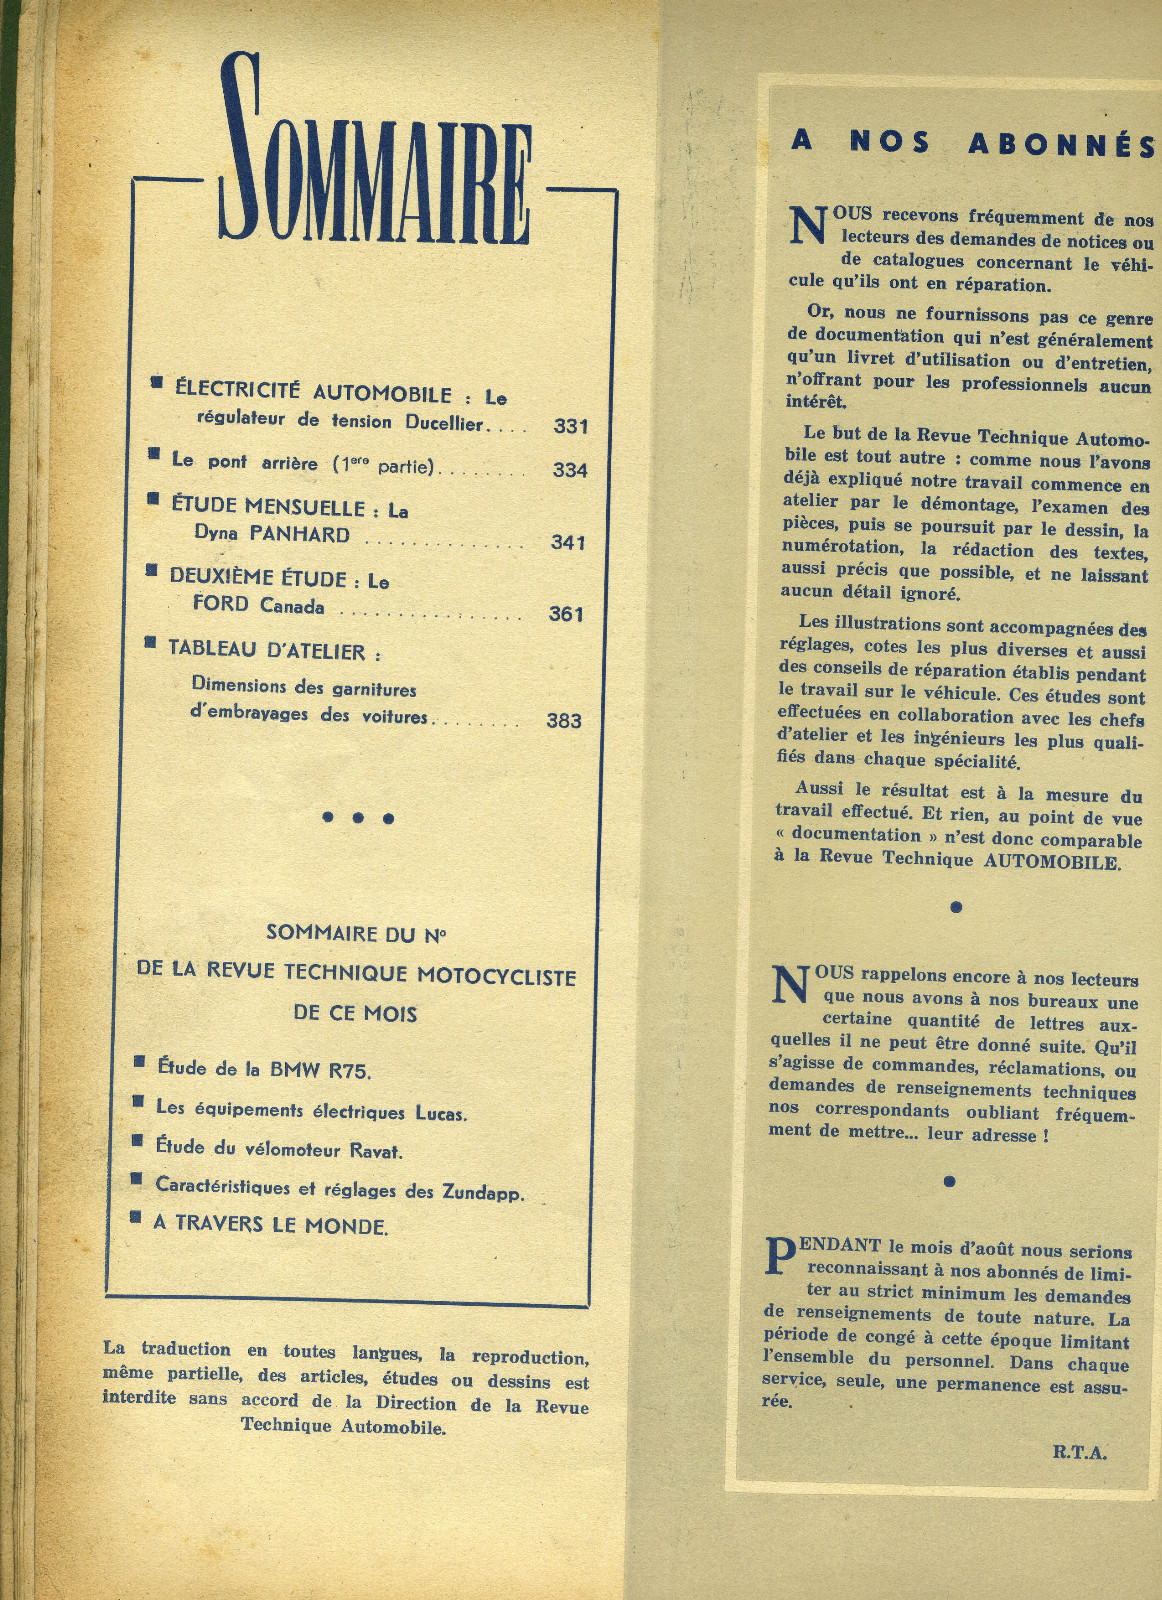 SOMMAIRE
■ ÉLECTRICITÉ AUTOMOBILE : Le
régulateur de tension Ducellier.... 331
■ Le pont arrière (1ere partie)........ 334
■ ÉTUDE MENSUELLE : La
Dyna PANHARD .............. 341
■ DEUXIÈME ÉTUDE : Le
FORD Canada ................ 361
■ TABLEAU D'ATELIER :
Dimensions des garnitures
d'embrayages des voitures........ 383
● ● ●
SOMMAIRE DU Nº
DE LA REVUE TECHNIQUE MOTOCYCLISTE
DE CE MOIS
■ Étude de la BMW R75.
■ Les équipements électriques Lucas.
■ Étude du vélomoteur Ravat.
■ Caractéristiques et réglages des Zundapp.
■ A TRAVERS LE MONDE.
La traduction en toutes langues, la reproduction,
même partielle, des articles, études ou dessins est
interdite sans accord de la Direction de la Revue
Technique Automobile.
A NOS ABONNÉS
NOUS recevons fréquemment de nos
lecteurs des demandes de notices ou
de catalogues concernant le véhi-
cule qu'ils ont en réparation.
Or, nous ne fournissons pas ce genre
de documentation qui n'est généralement
qu'un livret d'utilisation ou d'entretien,
n'offrant pour les professionnels aucun
intérêt.
Le but de la Revue Technique Automo-
bile est tout autre : comme nous l'avons
déjà expliqué notre travail commence en
atelier par le démontage, l'examen des
pièces, puis se poursuit par le dessin, la
numérotation, la rédaction des textes,
aussi précis que possible, et ne laissant
aucun détail ignoré.
Les illustrations sont accompagnées des
réglages, cotes les plus diverses et aussi
des conseils de réparation établis pendant
le travail sur le véhicule. Ces études sont
effectuées en collaboration avec les chefs
d'atelier et les ingénieurs les plus quali-
fiés dans chaque spécialité.
Aussi le résultat est à la mesure du
travail effectué. Et rien, au point de vue
« documentation » n'est donc comparable
à la Revue Technique AUTOMOBILE.
●
NOUS rappelons encore à nos lecteurs
que nous avons à nos bureaux une
certaine quantité de lettres aux-
quelles il ne peut être donné suite. Qu'il
s'agisse de commandes, réclamations, ou
demandes de renseignements techniques
nos correspondants oubliant fréquem-
ment de mettre... leur adresse !
●
PENDANT le mois d'août nous serions
reconnaissant à nos abonnés de limi-
ter au strict minimum les demandes
de renseignements de toute nature. La
période de congé à cette époque limitant
l'ensemble du personnel. Dans chaque
service, seule, une permanence est assu-
rée.
R.T.A.